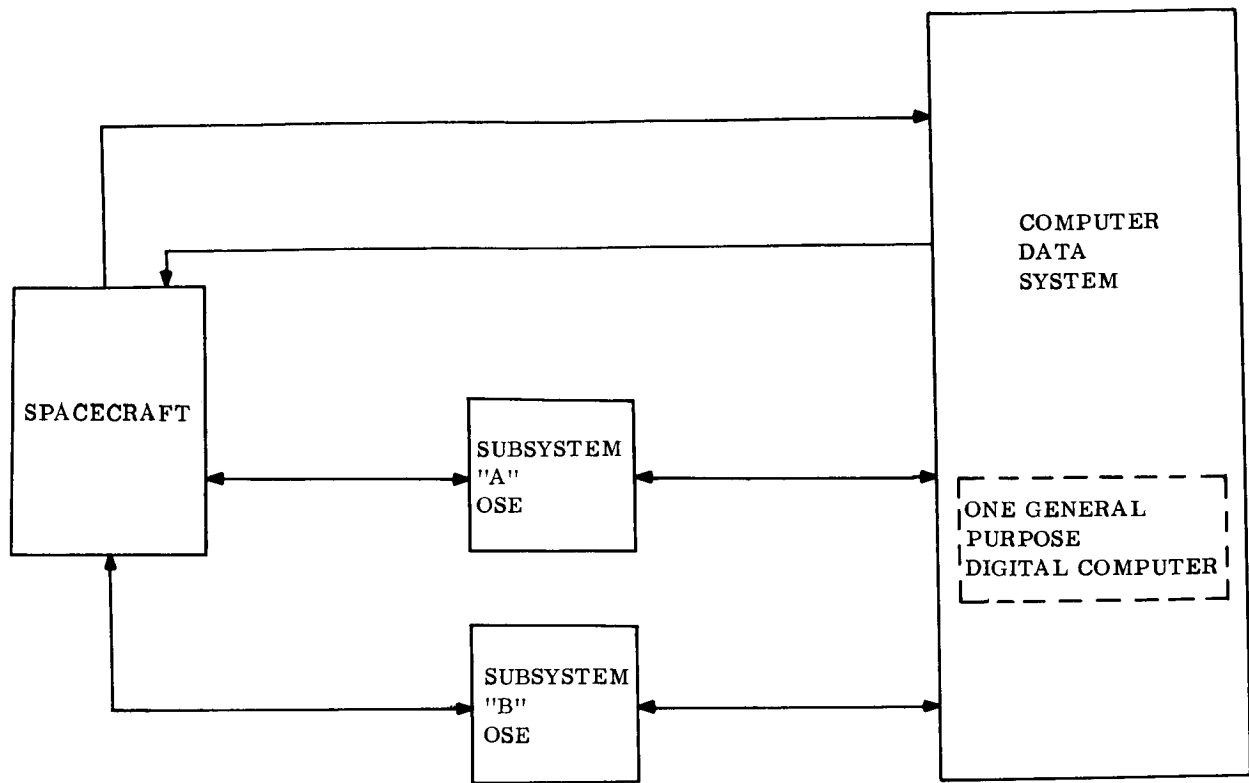 COMPUTER
DATA
SYSTEM
SPACECRAFT
SUBSYSTEM
"A"
OSE
ONE GENERAL
PURPOSE
DIGITAL COMPUTER
SUBSYSTEM
"B"
OSE